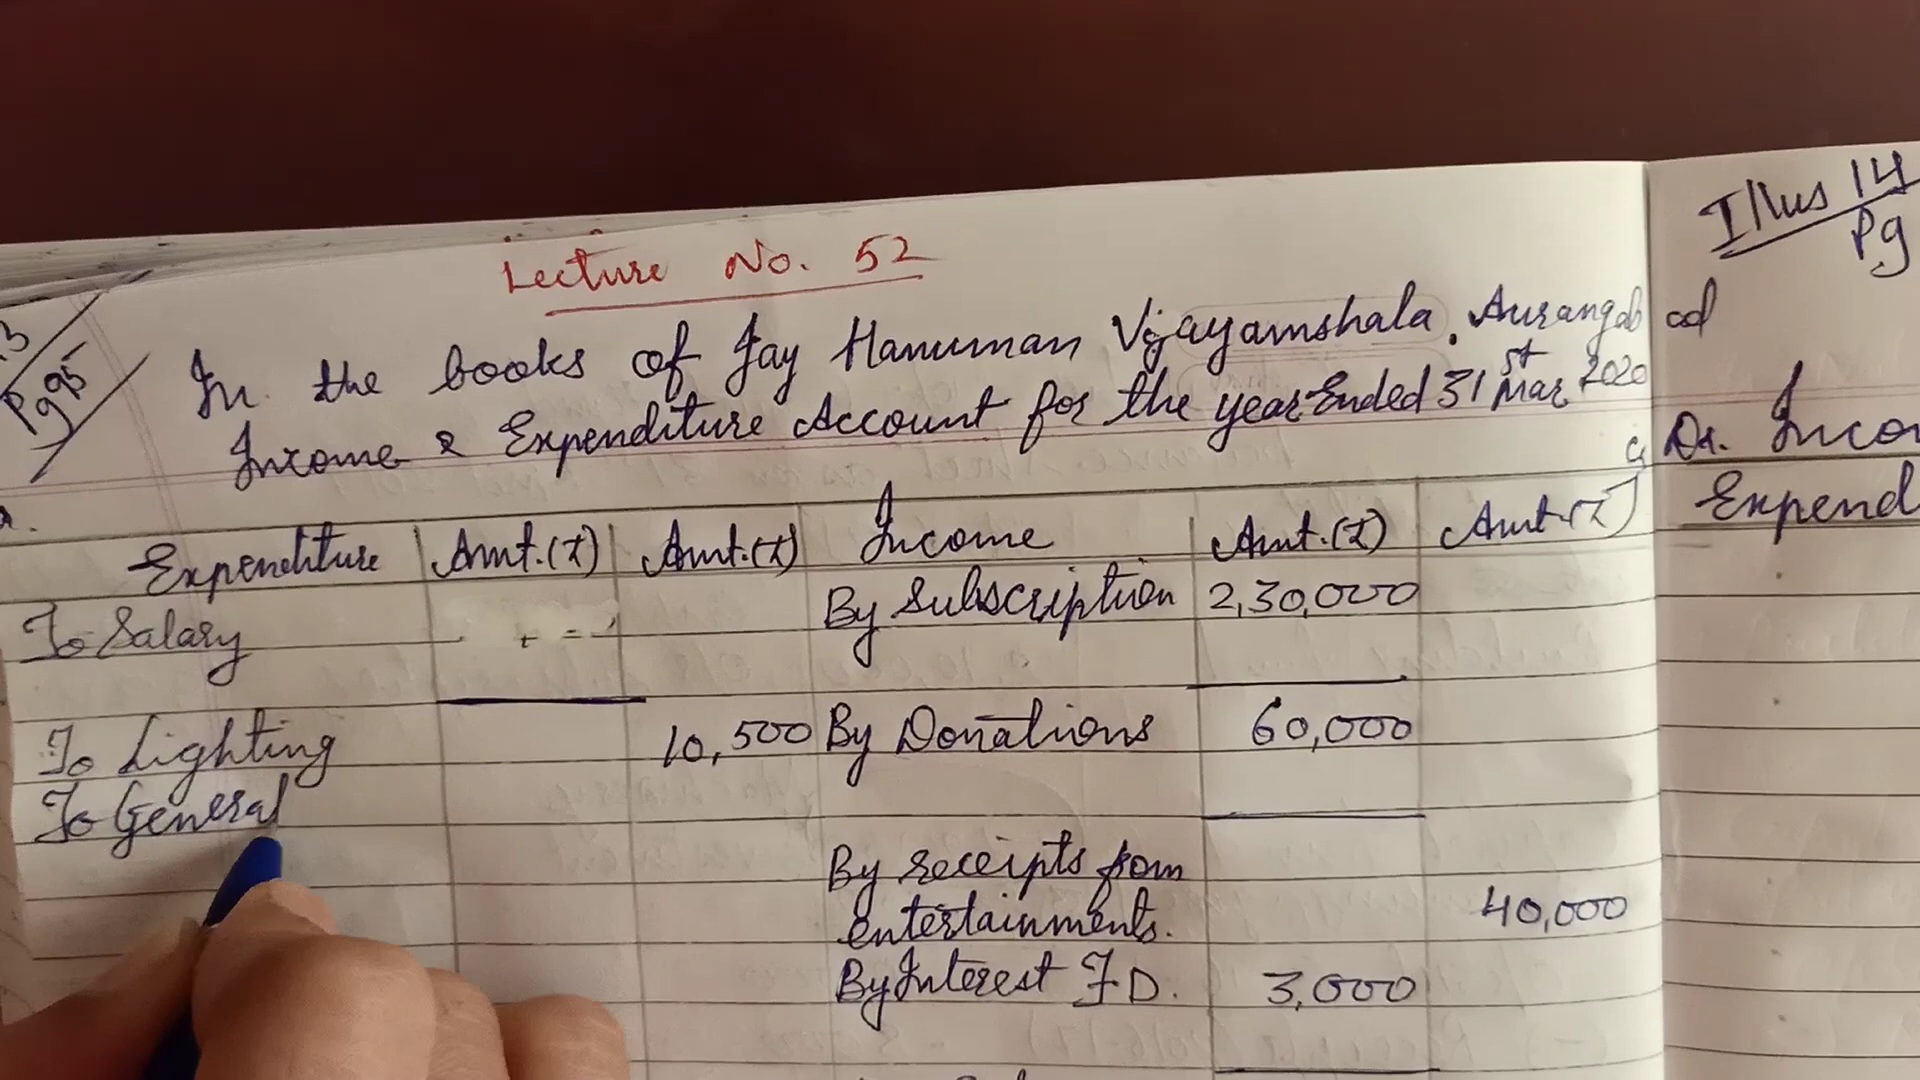 Lecture No. 52
Illus 14
Pg
Pg 95
In the books of Jay Hanuman Vyayamshala. Aurangabad
Income & Expenditure Account for the year Ended 31st Mar 2020
Expenditure Amt.(₹) Amt.(₹) Income Amt.(₹) Amt.(₹)
To Salary By Subscription 2,30,000
To Lighting 10,500 By Donations 60,000
To General
By receipts from
entertainments. 40,000
By Interest F.D. 3,000
Dr. Incom
Expend